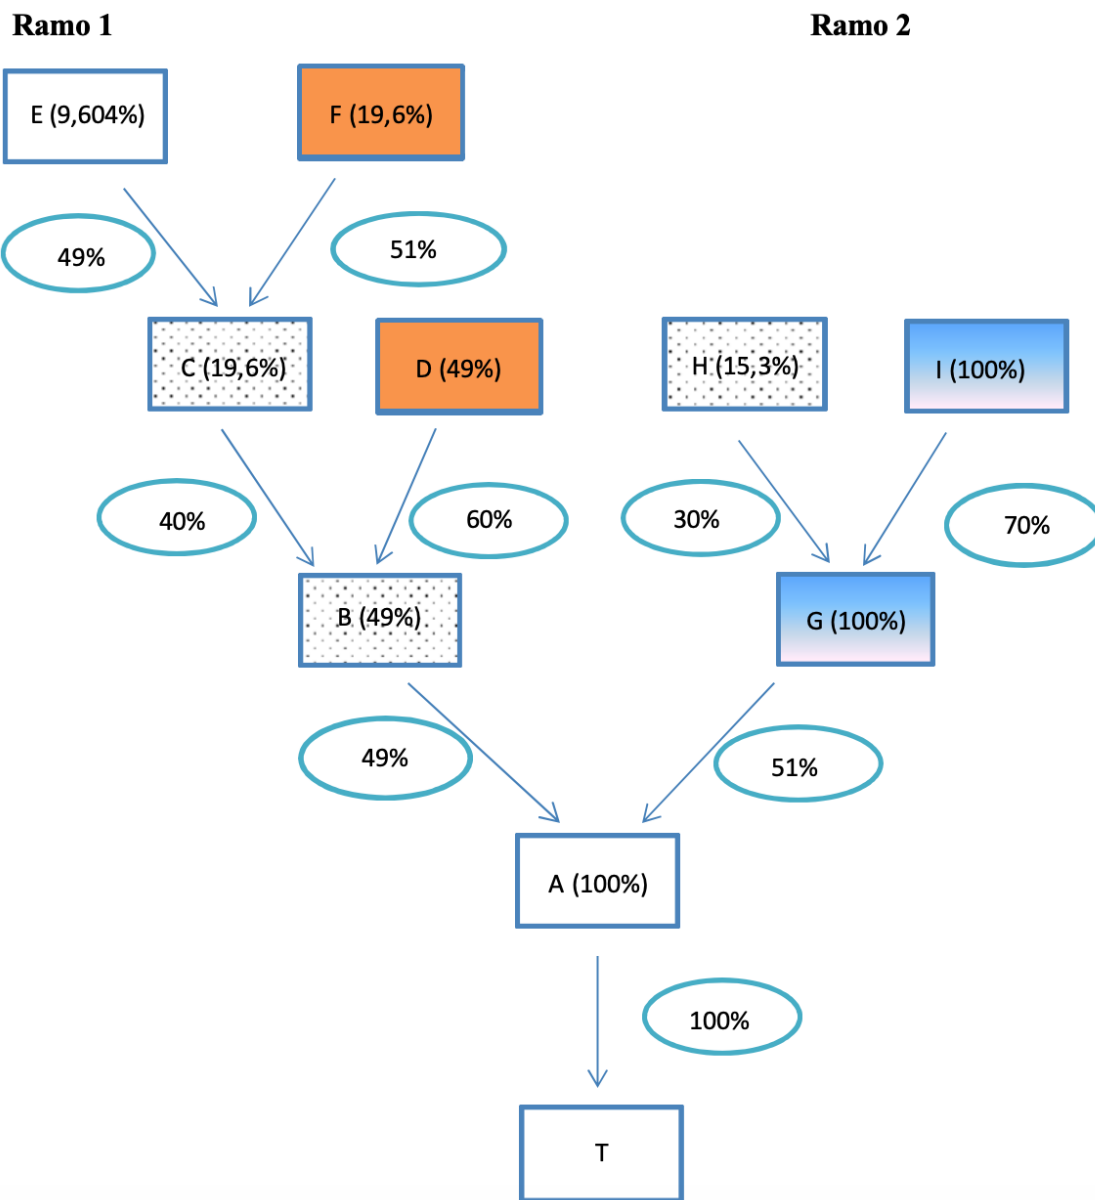 Ramo 1
Ramo 2
E (9,604%)
F (19,6%)
49%
51%
C (19,6%)
D (49%)
H (15,3%)
I (100%)
40%
60%
30%
70%
B (49%)
G (100%)
49%
51%
A (100%)
100%
T